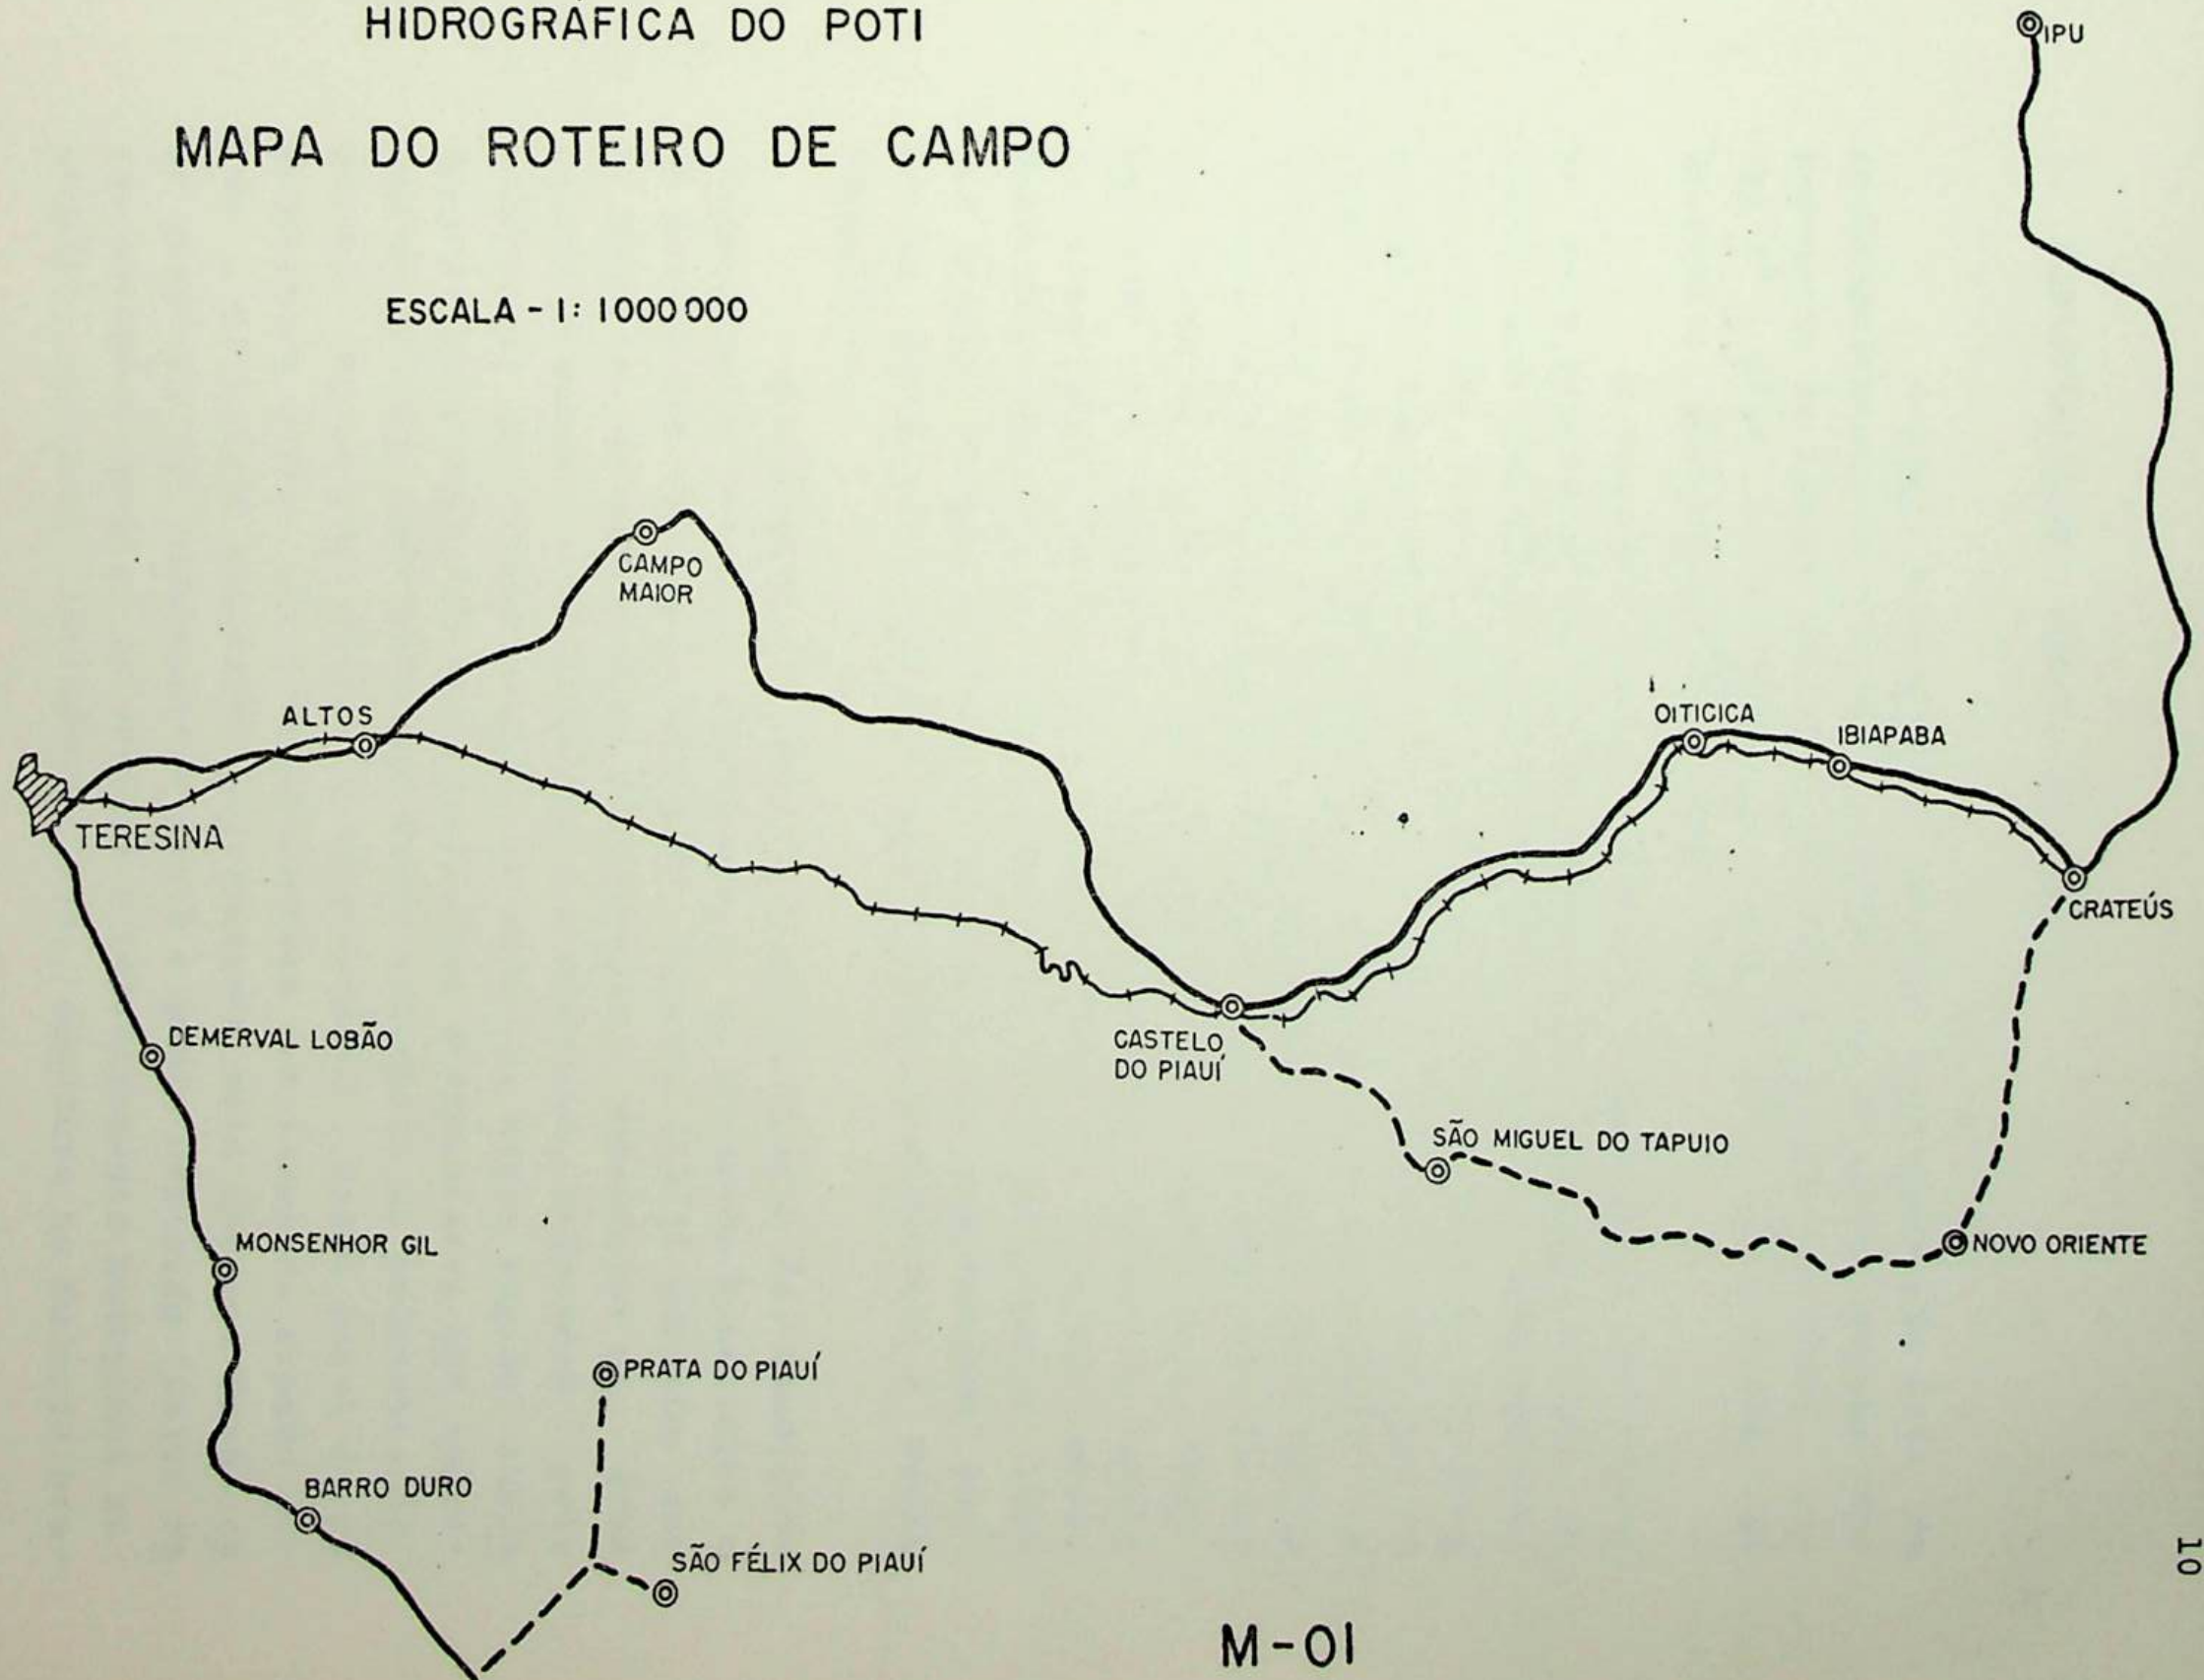 HIDROGRÁFICA DO POTI
IPU
MAPA DO ROTEIRO DE CAMPO
ESCALA - 1: 1000000
CAMPO
MAIOR
ALTOS
OITICICA
IBIAPABA
TERESINA
CRATEÚS
DEMERVAL LOBÃO
CASTELO
DO PIAUÍ
SÃO MIGUEL DO TAPUIO
MONSENHOR GIL
NOVO ORIENTE
PRATA DO PIAUÍ
BARRO DURO
SÃO FÉLIX DO PIAUÍ
10
M-01